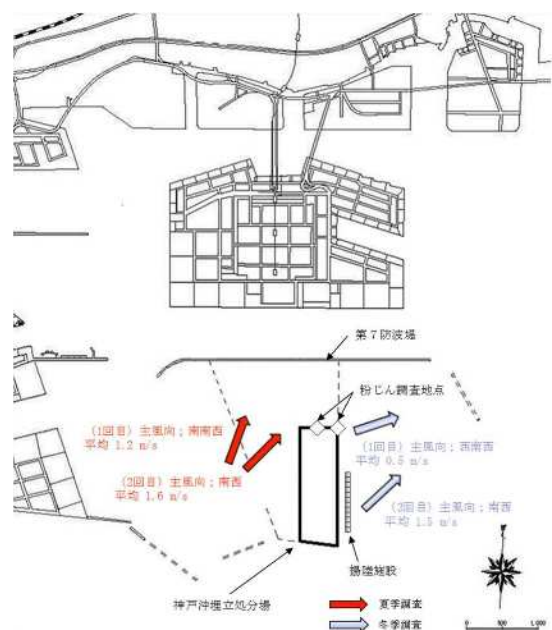 第７防波堤
粉じん調査地点
(1回目) 主風向；南南西
平均 1.2 m/s
(1回目) 主風向；西南西
平均 0.5 m/s
(2回目) 主風向；南西
平均 1.6 m/s
(2回目) 主風向；南西
平均 1.5 m/s
揚陸施設
神戸沖埋立処分場
夏季調査
冬季調査
0 500 1,000